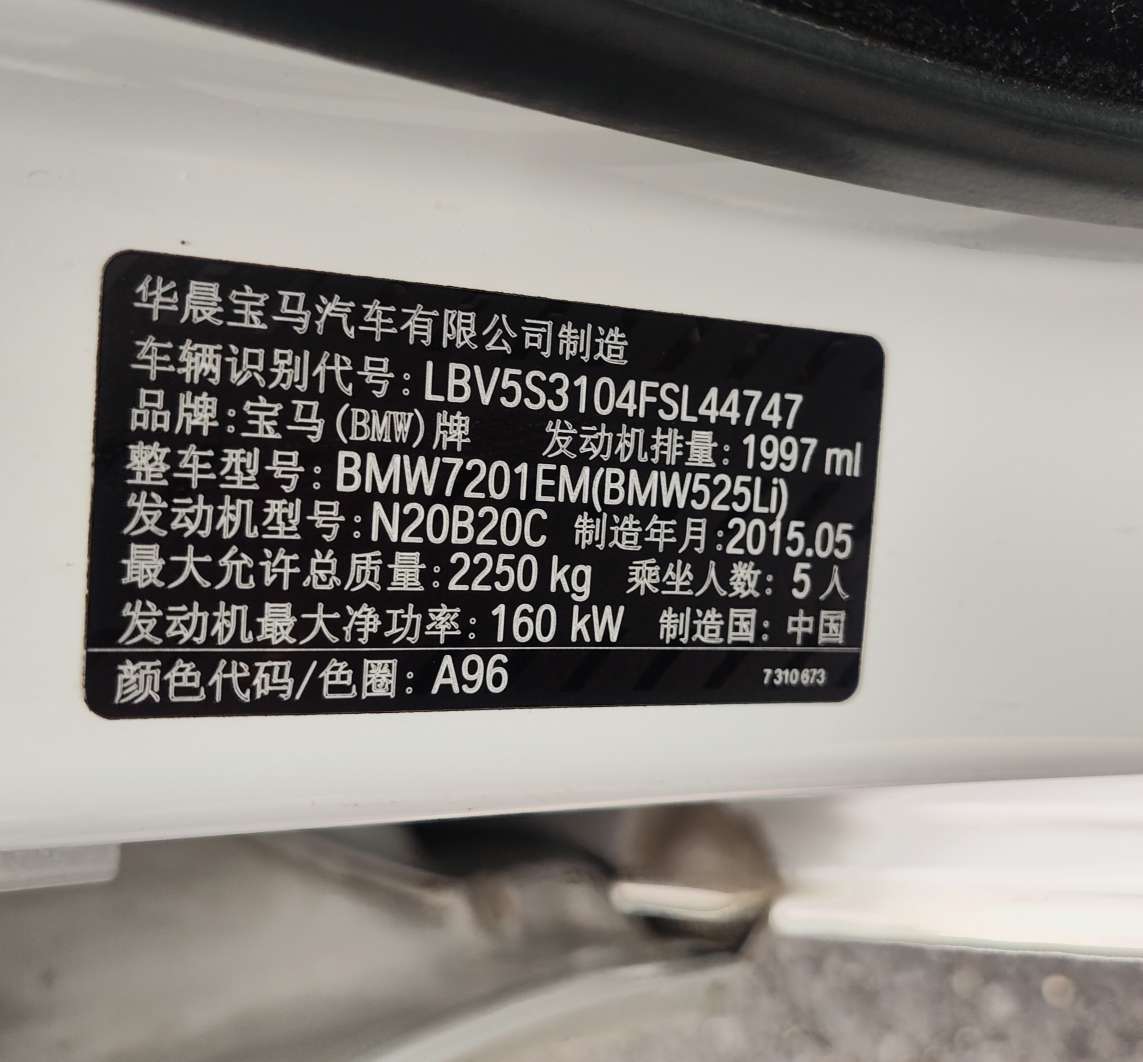 华晨宝马汽车有限公司制造
车辆识别代号: LBV5S3104FSL44747
品牌: 宝马(BMW)牌 发动机排量: 1997 ml
整车型号: BMW7201EM(BMW525Li)
发动机型号: N20B20C 制造年月: 2015.05
最大允许总质量: 2250 kg 乘坐人数: 5 人
发动机最大净功率: 160 kW 制造国: 中国
颜色代码/色圈: A96 7310673